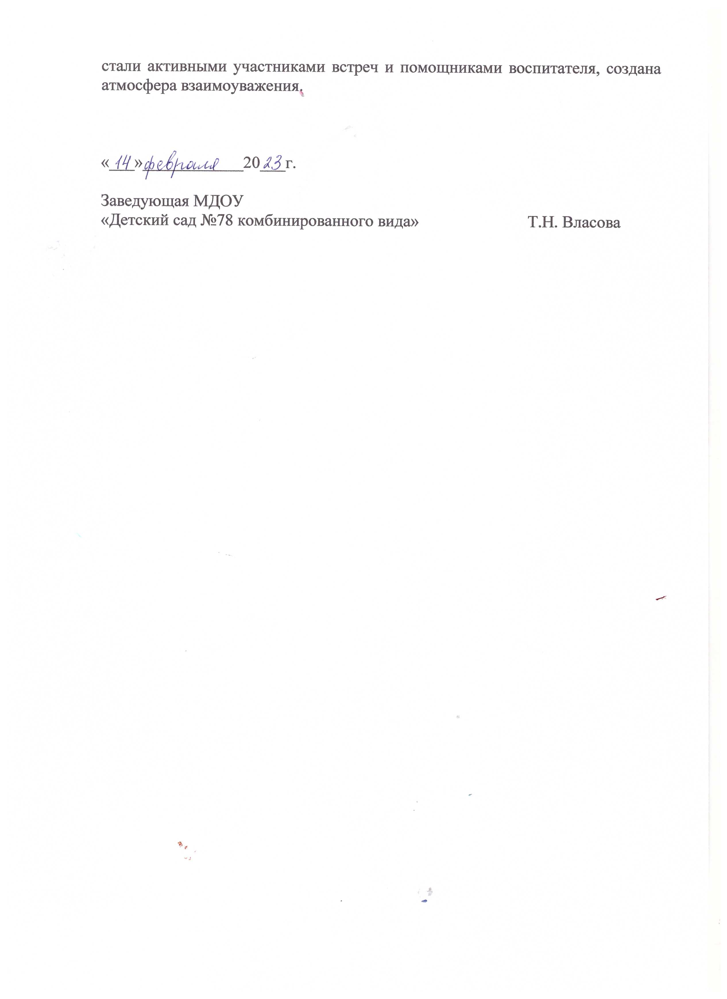 стали активными участниками встреч и помощниками воспитателя, создана
атмосфера взаимоуважения.
«14»февраля 2023г.
Заведующая МДОУ
«Детский сад №78 комбинированного вида» Т.Н. Власова